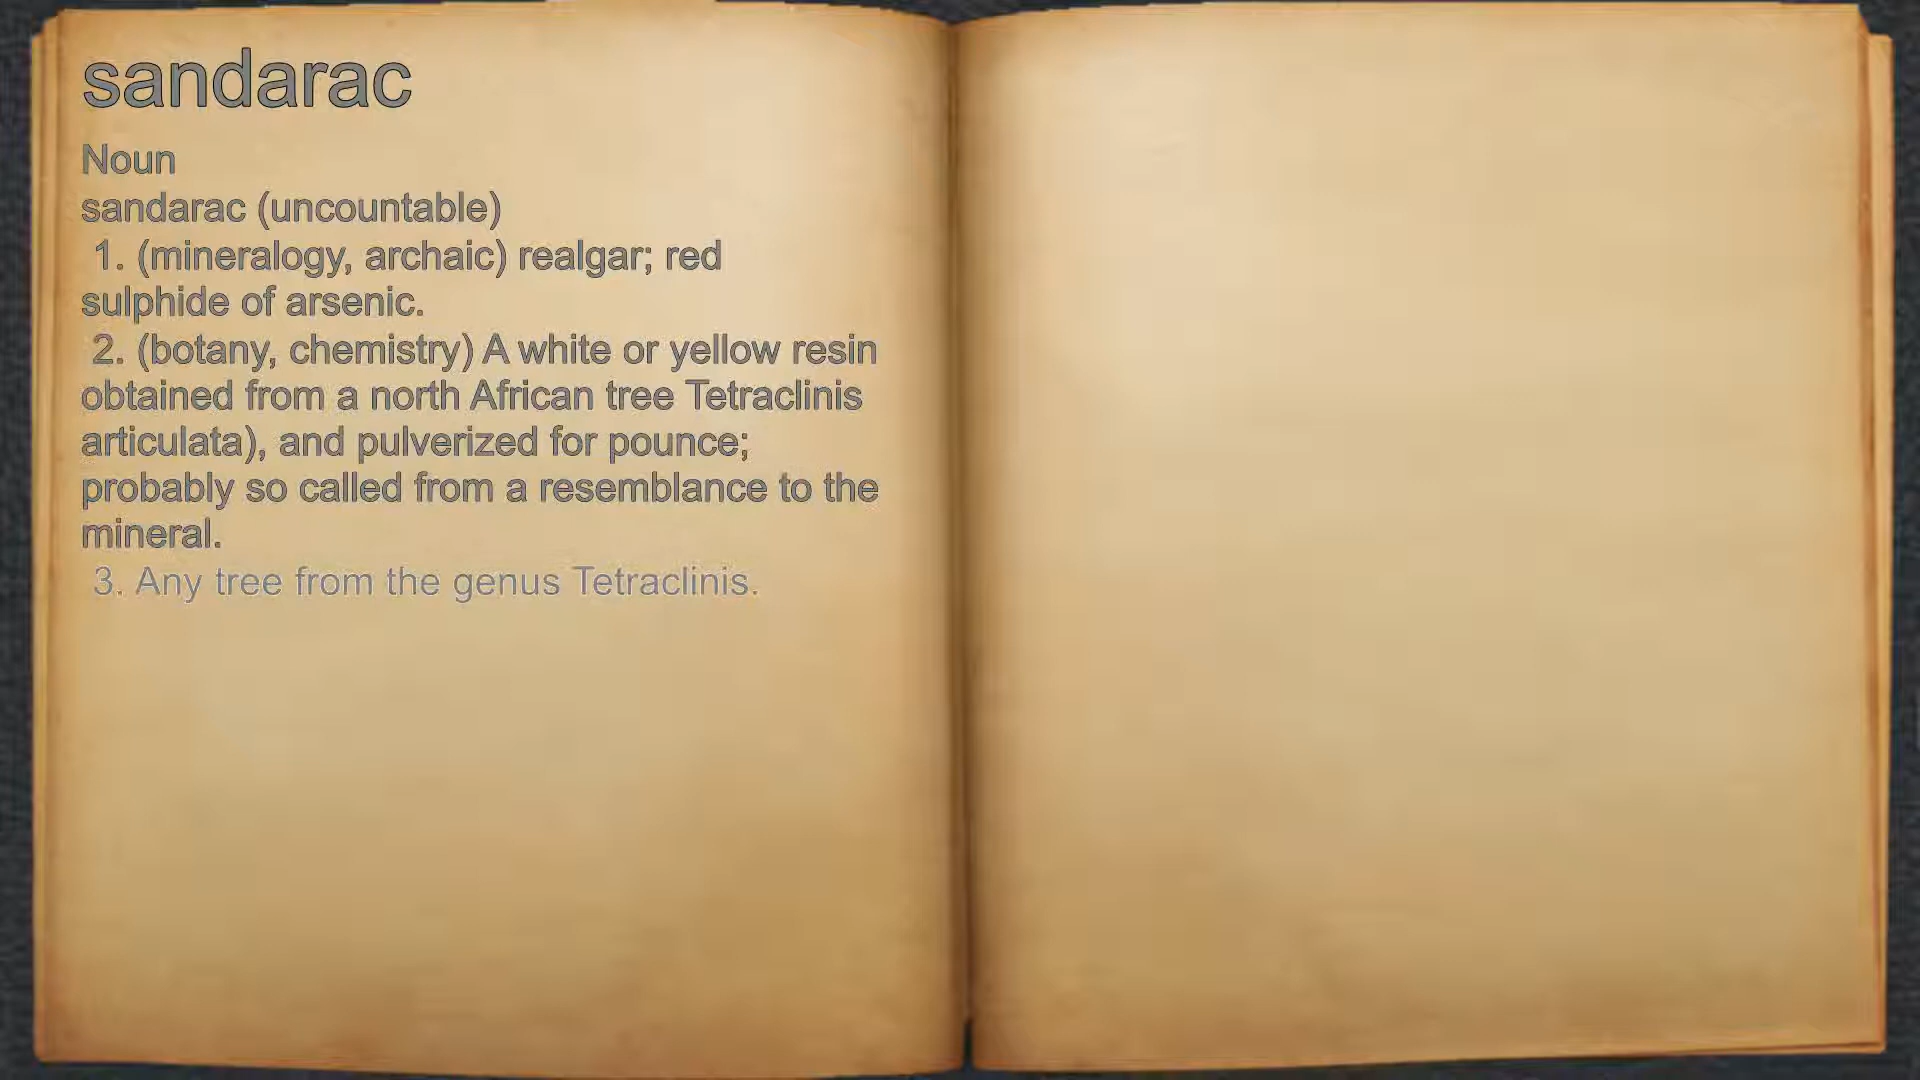 sandarac
Noun
sandarac (uncountable)
1. (mineralogy, archaic) realgar; red
sulphide of arsenic.
2. (botany, chemistry) A white or yellow resin
obtained from a north African tree Tetraclinis
articulata), and pulverized for pounce;
probably so called from a resemblance to the
mineral.
3. Any tree from the genus Tetraclinis.